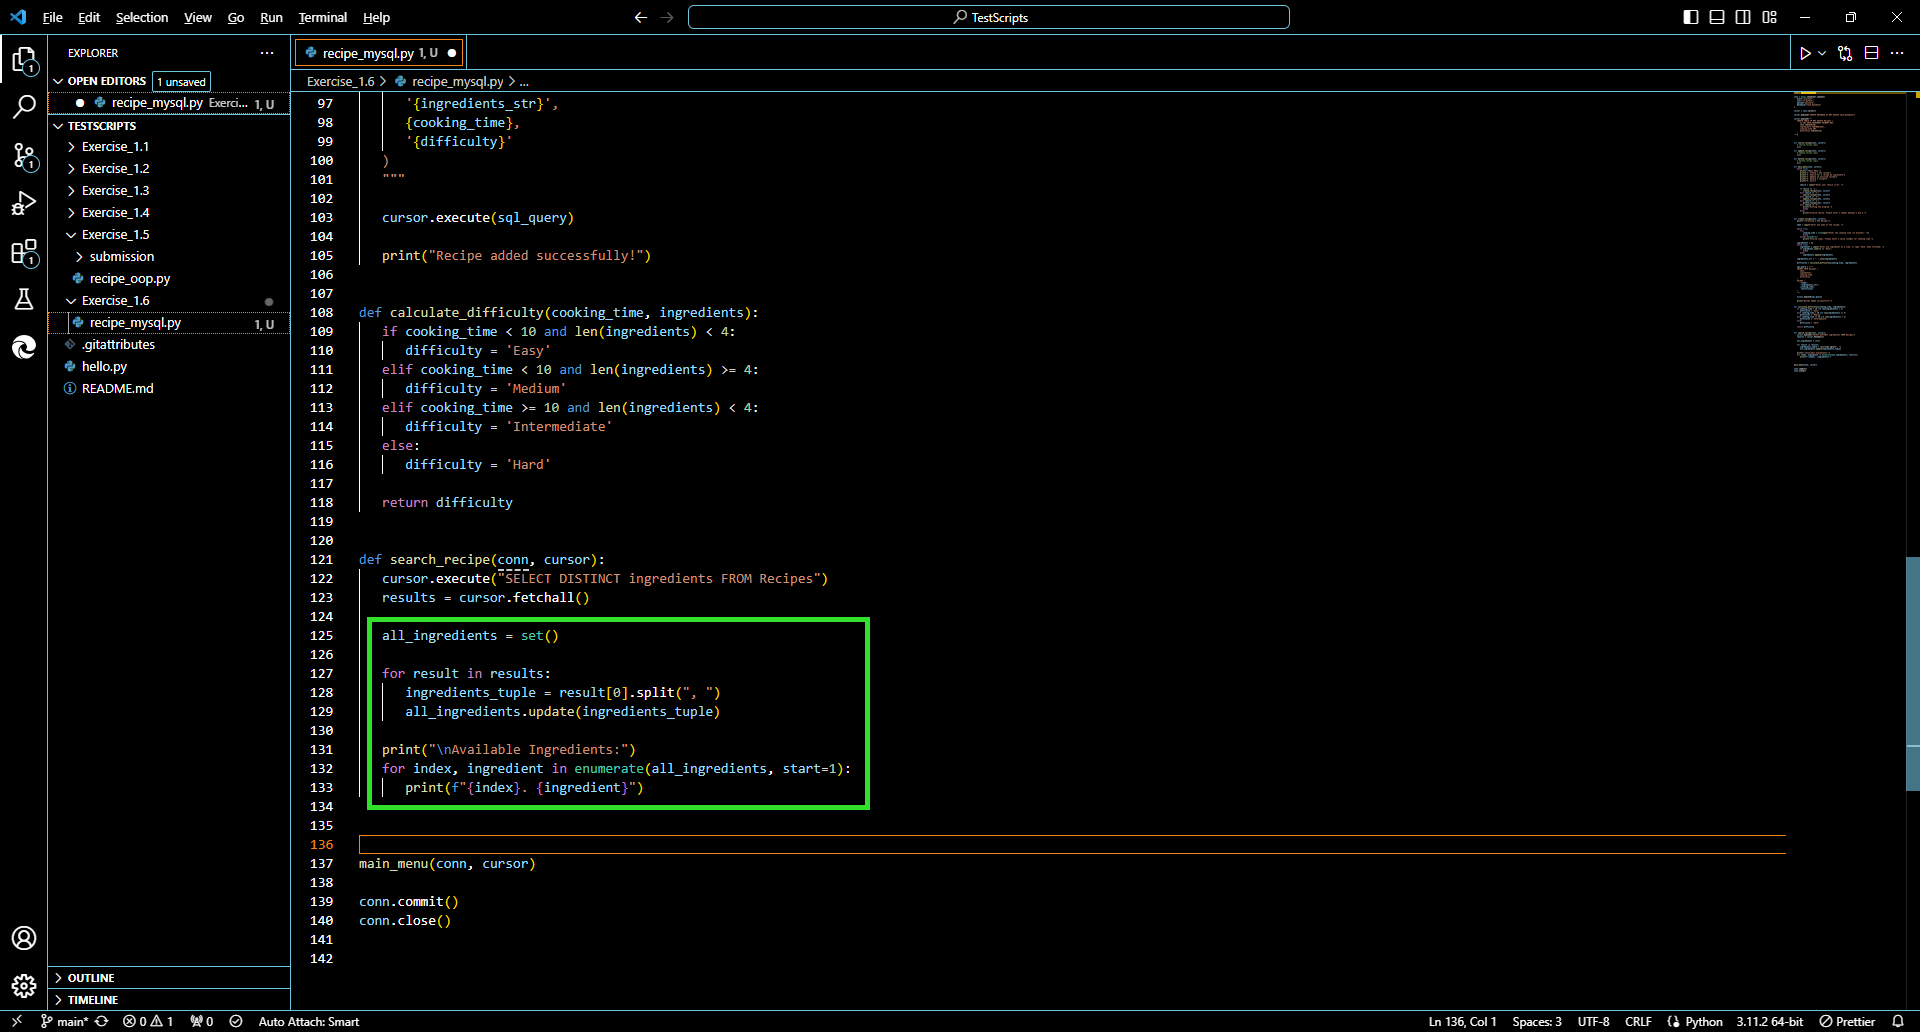 File Edit Selection View Go Run Terminal Help
TestScripts
EXPLORER
recipe_mysql.py 1, U
OPEN EDITORS 1 unsaved
Exercise_1.6 > recipe_mysql.py > ...
recipe_mysql.py Exerci... 1, U
TESTSCRIPTS
Exercise_1.1
Exercise_1.2
Exercise_1.3
Exercise_1.4
Exercise_1.5
submission
recipe_oop.py
Exercise_1.6
recipe_mysql.py 1, U
.gitattributes
hello.py
README.md
OUTLINE
TIMELINE
97 '{ingredients_str}',
98 {cooking_time},
99 '{difficulty}'
100 )
101 """
102
103 cursor.execute(sql_query)
104
105 print("Recipe added successfully!")
106
107
108 def calculate_difficulty(cooking_time, ingredients):
109 if cooking_time < 10 and len(ingredients) < 4:
110 difficulty = 'Easy'
111 elif cooking_time < 10 and len(ingredients) >= 4:
112 difficulty = 'Medium'
113 elif cooking_time >= 10 and len(ingredients) < 4:
114 difficulty = 'Intermediate'
115 else:
116 difficulty = 'Hard'
117
118 return difficulty
119
120
121 def search_recipe(conn, cursor):
122 cursor.execute("SELECT DISTINCT ingredients FROM Recipes")
123 results = cursor.fetchall()
124
125 all_ingredients = set()
126
127 for result in results:
128 ingredients_tuple = result[0].split(", ")
129 all_ingredients.update(ingredients_tuple)
130
131 print("\nAvailable Ingredients:")
132 for index, ingredient in enumerate(all_ingredients, start=1):
133 print(f"{index}. {ingredient}")
134
135
136
137 main_menu(conn, cursor)
138
139 conn.commit()
140 conn.close()
141
142
main* 0 1 0 Auto Attach: Smart Ln 136, Col 1 Spaces: 3 UTF-8 CRLF Python 3.11.2 64-bit Prettier